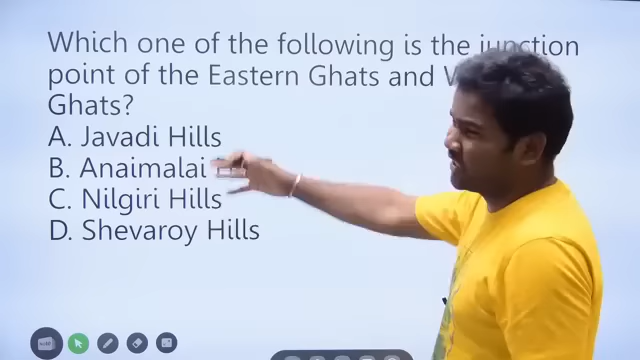 Which one of the following is the junction
point of the Eastern Ghats and
Ghats?
A. Javadi Hills
B. Anaimalai
C. Nilgiri Hills
D. Shevaroy Hills